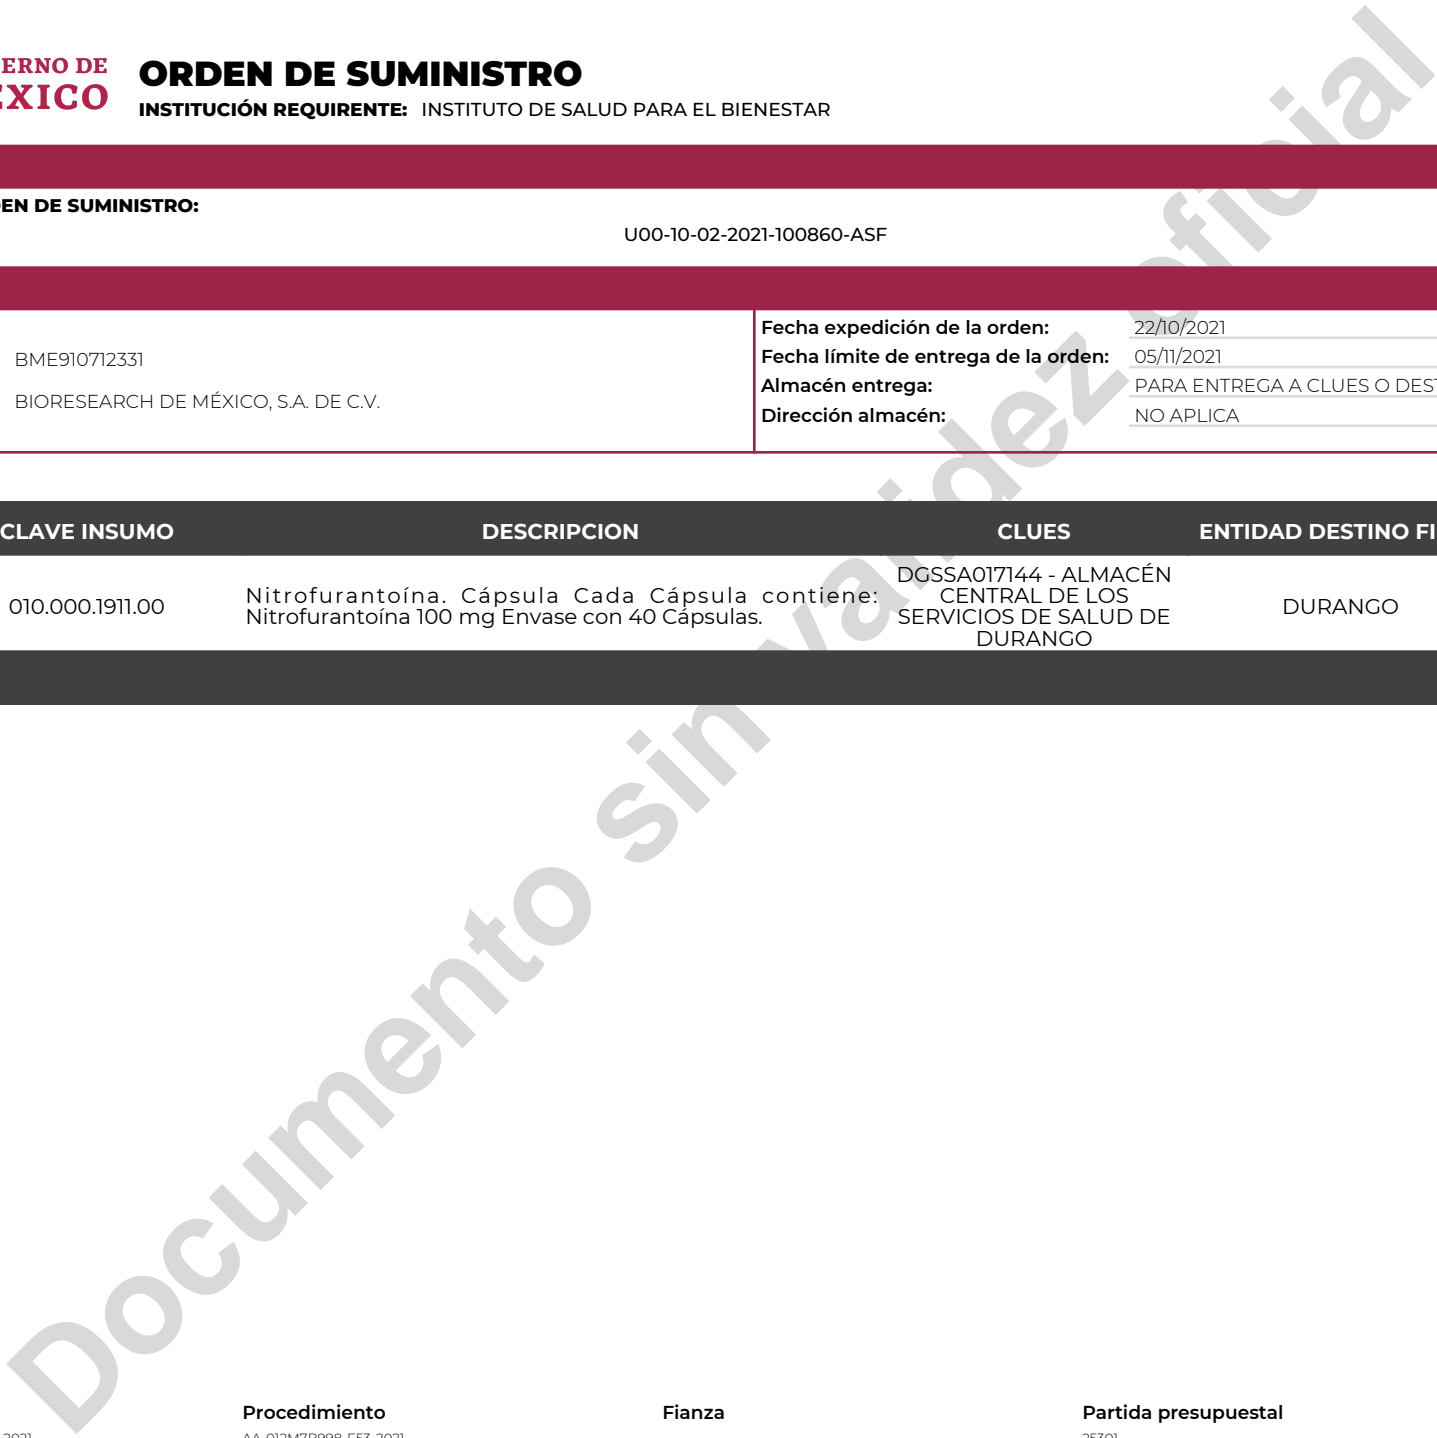 ERNO DE
XICO
ORDEN DE SUMINISTRO
INSTITUCIÓN REQUIRENTE: INSTITUTO DE SALUD PARA EL BIENESTAR
EN DE SUMINISTRO:
U00-10-02-2021-100860-ASF
BME910712331
BIORESEARCH DE MÉXICO, S.A. DE C.V.
Fecha expedición de la orden: 22/10/2021
Fecha límite de entrega de la orden: 05/11/2021
Almacén entrega: PARA ENTREGA A CLUES O DEST
Dirección almacén: NO APLICA
CLAVE INSUMO DESCRIPCION CLUES ENTIDAD DESTINO FI
010.000.1911.00
Nitrofurantoína. Cápsula Cada Cápsula contiene:
Nitrofurantoína 100 mg Envase con 40 Cápsulas.
DGSSA017144 - ALMACÉN
CENTRAL DE LOS
SERVICIOS DE SALUD DE
DURANGO
DURANGO
Documento sin validez oficial
Procedimiento Fianza Partida presupuestal